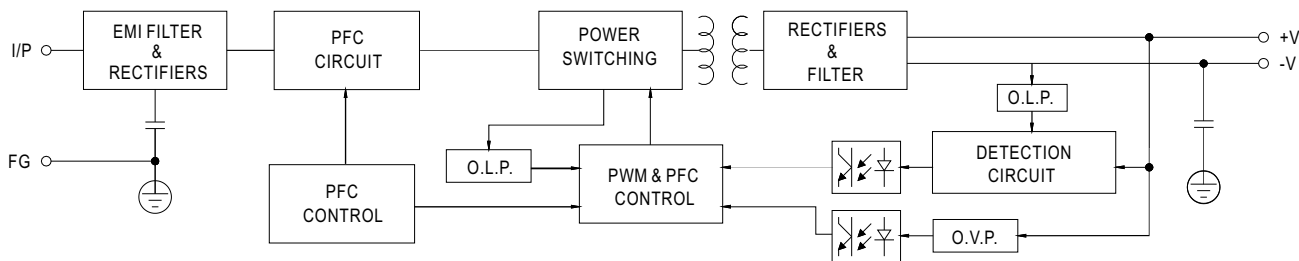 I/P
EMI FILTER
&
RECTIFIERS
PFC
CIRCUIT
POWER
SWITCHING
RECTIFIERS
&
FILTER
+V
-V
O.L.P.
FG
O.L.P.
PFC
CONTROL
PWM & PFC
CONTROL
DETECTION
CIRCUIT
O.V.P.